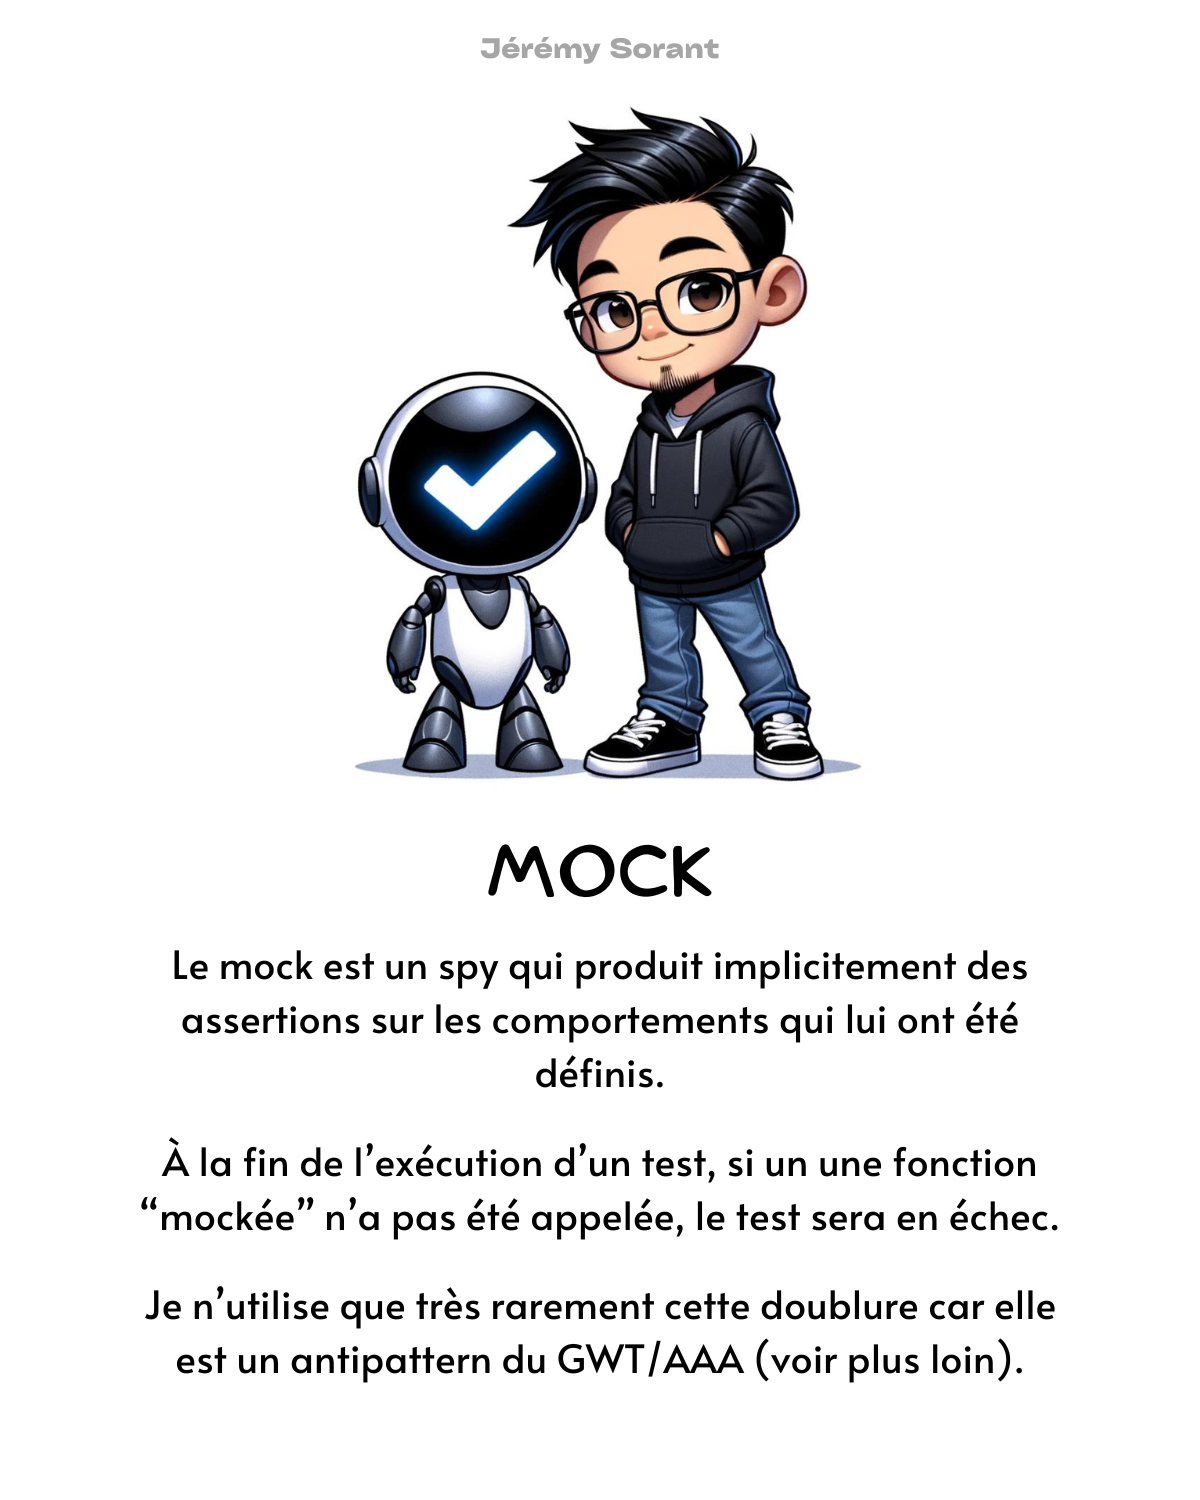 Jérémy Sorant
MOCK
Le mock est un spy qui produit implicitement des
assertions sur les comportements qui lui ont été
définis.
À la fin de l’exécution d’un test, si un une fonction
“mockée” n’a pas été appelée, le test sera en échec.
Je n’utilise que très rarement cette doublure car elle
est un antipattern du GWT/AAA (voir plus loin).